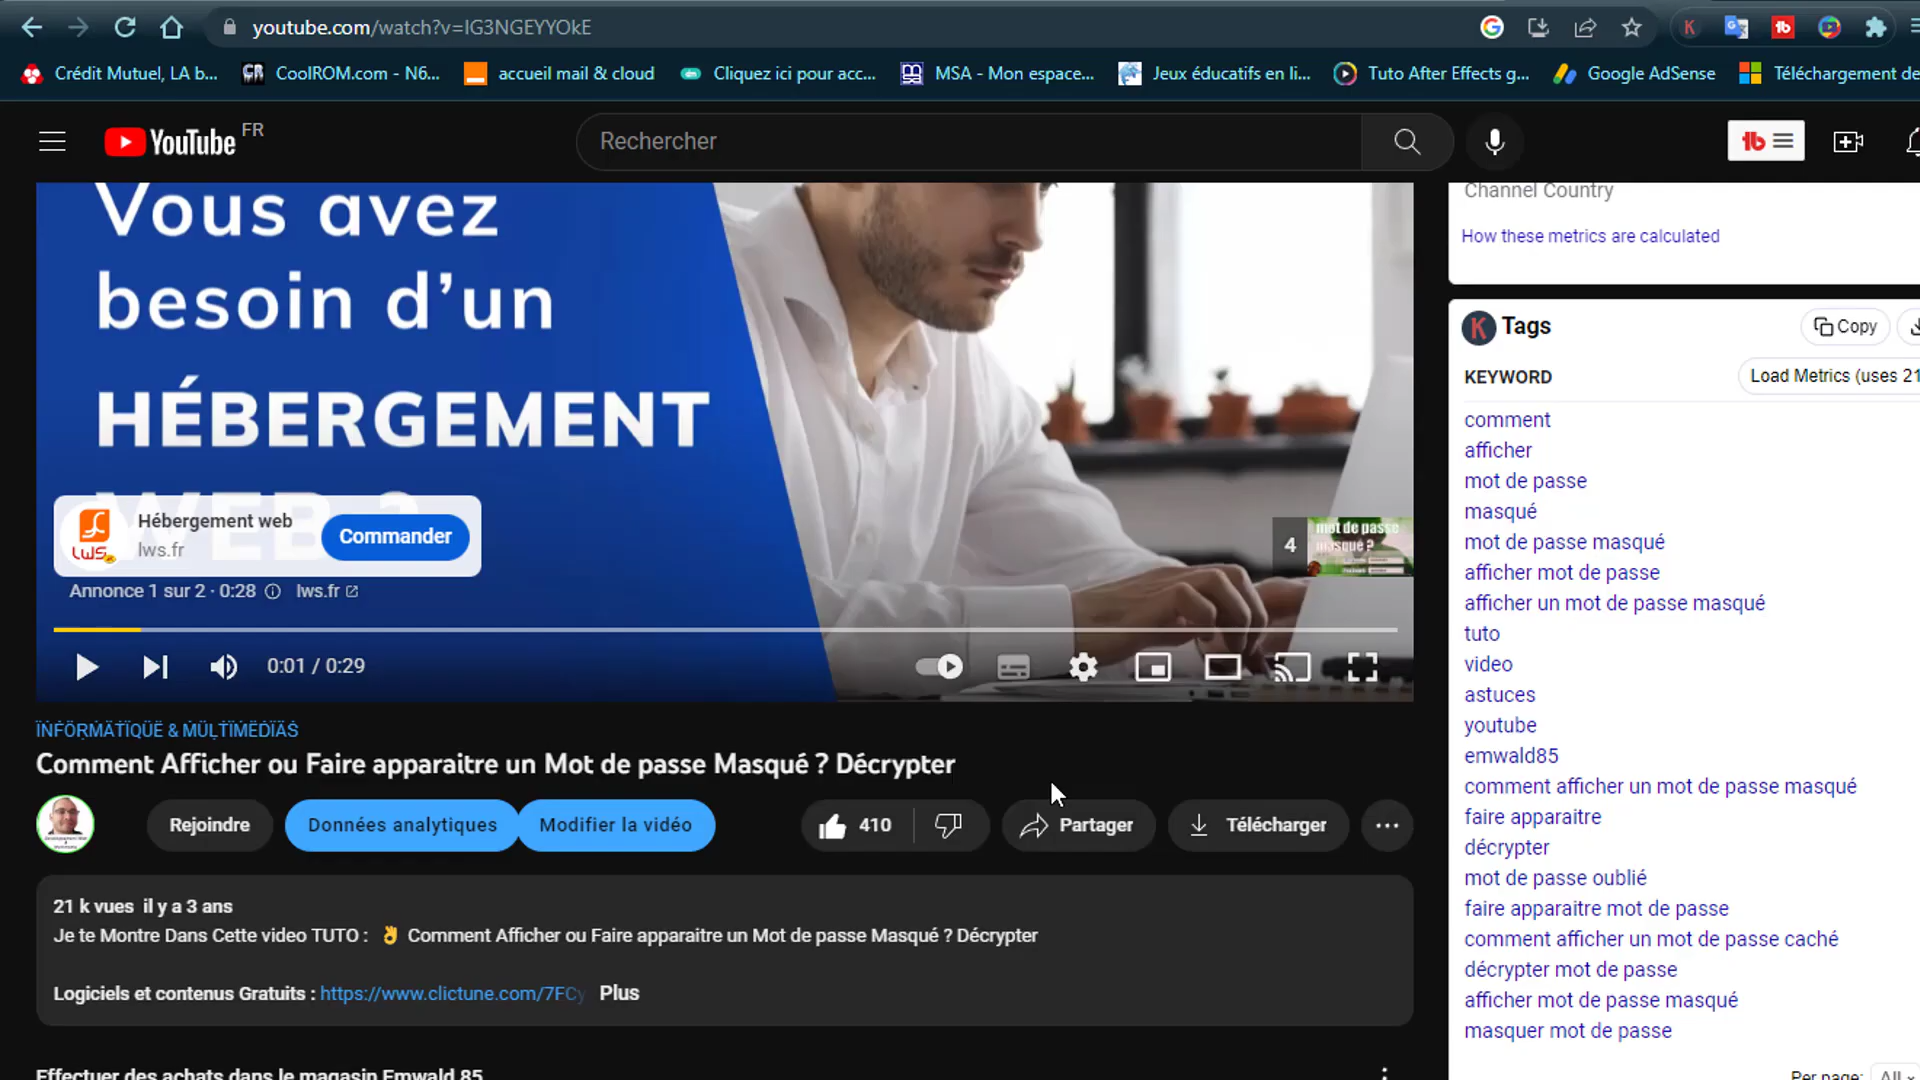 youtube.com/watch?v=IG3NGEYYOkE
Crédit Mutuel, LA b...
CoolROM.com - N6...
accueil mail & cloud
Cliquez ici pour acc...
MSA - Mon espace...
Jeux éducatifs en li...
Tuto After Effects g...
Google AdSense
Téléchargement de
YouTube FR
Rechercher
Vous avez
besoin d'un
HÉBERGEMENT
WEB ?
LWS
Hébergement web
lws.fr
Commander
Annonce 1 sur 2 · 0:28
lws.fr
4
mot de passe
masqué ?
0:01 / 0:29
ÏŃFÖRMÄTÏQÜË & MÜLTÏMËDÏÄS
Comment Afficher ou Faire apparaitre un Mot de passe Masqué ? Décrypter
Rejoindre
Données analytiques
Modifier la vidéo
410
Partager
Télécharger
21 k vues il y a 3 ans
Je te Montre Dans Cette video TUTO : 👌 Comment Afficher ou Faire apparaitre un Mot de passe Masqué ? Décrypter
Logiciels et contenus Gratuits : https://www.clictune.com/7FCy Plus
Effectuer des achats dans le magasin Emwald 85
Channel Country
How these metrics are calculated
K Tags
Copy
KEYWORD
Load Metrics (uses 21
comment
afficher
mot de passe
masqué
mot de passe masqué
afficher mot de passe
afficher un mot de passe masqué
tuto
video
astuces
youtube
emwald85
comment afficher un mot de passe masqué
faire apparaitre
décrypter
mot de passe oublié
faire apparaitre mot de passe
comment afficher un mot de passe caché
décrypter mot de passe
afficher mot de passe masqué
masquer mot de passe
Per page: All